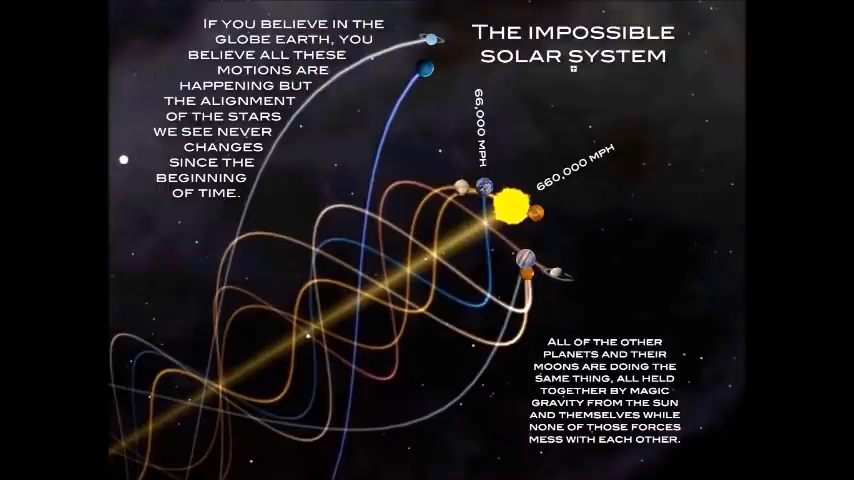 If you believe in the
globe earth, you
believe all these
motions are
happening but
the alignment
of the stars
we see never
changes
since the
beginning
of time.
The impossible
solar system
66,000 mph
660,000 mph
All of the other
planets and their
moons are doing the
same thing, all held
together by magic
gravity from the sun
and themselves while
none of those forces
mess with each other.